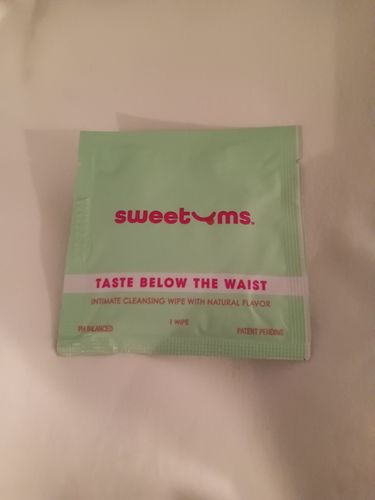 sweetums.
TASTE BELOW THE WAIST
INTIMATE CLEANSING WIPE WITH NATURAL FLAVOR
1 WIPE
PH BALANCED
PATENT PENDING